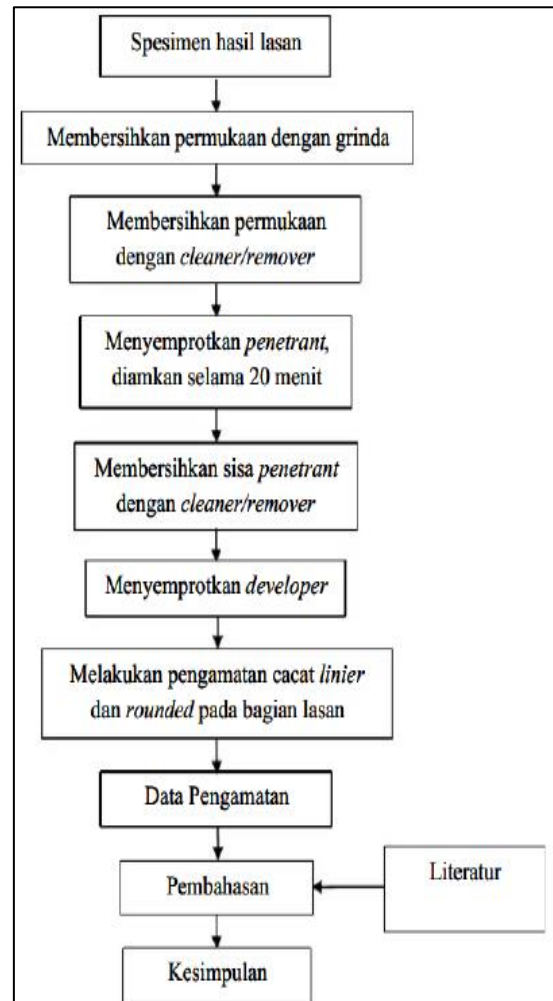 Spesimen hasil lasan
Membersihkan permukaan dengan grinda
Membersihkan permukaan
dengan cleaner/remover
Menyemprotkan penetrant,
diamkan selama 20 menit
Membersihkan sisa penetrant
dengan cleaner/remover
Menyemprotkan developer
Melakukan pengamatan cacat linier
dan rounded pada bagian lasan
Data Pengamatan
Pembahasan
Literatur
Kesimpulan